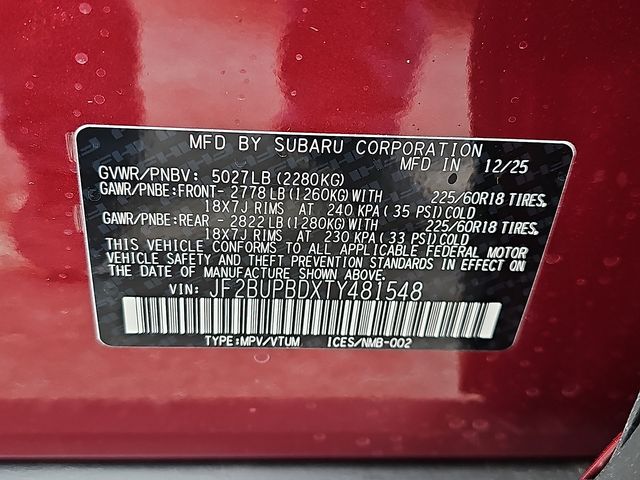 MFD BY SUBARU CORPORATION
MFD IN 12/25
GVWR/PNBV: 5027LB (2280KG)
GAWR/PNBE:FRONT- 2778 LB (1260KG) WITH 225/60R18 TIRES,
18X7J RIMS AT 240 KPA (35 PSI) COLD
GAWR/PNBE:REAR - 2822 LB (1280KG) WITH 225/60R18 TIRES,
18X7J RIMS AT 230 KPA (33 PSI) COLD
THIS VEHICLE CONFORMS TO ALL APPLICABLE FEDERAL MOTOR
VEHICLE SAFETY AND THEFT PREVENTION STANDARDS IN EFFECT ON
THE DATE OF MANUFACTURE SHOWN ABOVE.
VIN: JF2BUPBDXTY481548
TYPE:MPV/VTUM ICES/NMB-002